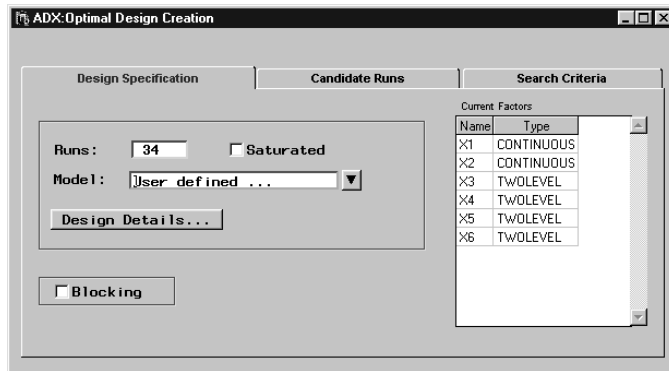 ADX:Optimal Design Creation
Design Specification Candidate Runs Search Criteria
Current Factors
Name Type
X1 CONTINUOUS
X2 CONTINUOUS
X3 TWOLEVEL
X4 TWOLEVEL
X5 TWOLEVEL
X6 TWOLEVEL
Runs: 34 Saturated
Model: User defined ...
Design Details...
Blocking